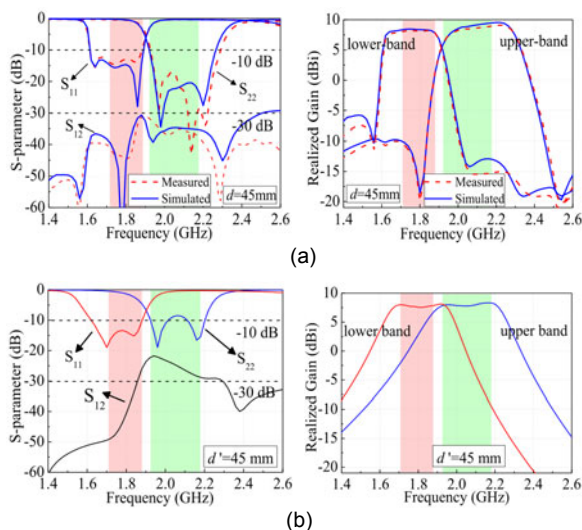 0
-10
-20
-30
-40
-50
-60
S-parameter (dB)
-10 dB
S11
S22
-30 dB
S12
Measured
Simulated
d=45mm
1.4 1.6 1.8 2.0 2.2 2.4 2.6
Frequency (GHz)
10
5
0
-5
-10
-15
-20
Realized Gain (dBi)
lower-band
upper-band
d=45mm
Measured
Simulated
1.4 1.6 1.8 2.0 2.2 2.4 2.6
Frequency (GHz)
(a)
0
-10
-20
-30
-40
-50
-60
S-parameter (dB)
-10 dB
S11
S22
-30 dB
S12
d'=45 mm
1.4 1.6 1.8 2.0 2.2 2.4 2.6
Frequency (GHz)
10
5
0
-5
-10
-15
-20
Realized Gain (dBi)
lower band
upper band
d'=45 mm
1.4 1.6 1.8 2.0 2.2 2.4 2.6
Frequency (GHz)
(b)